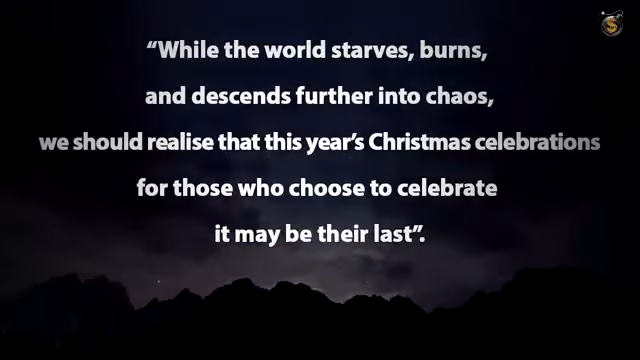 “While the world starves, burns,
and descends further into chaos,
we should realise that this year’s Christmas celebrations
for those who choose to celebrate
it may be their last”.